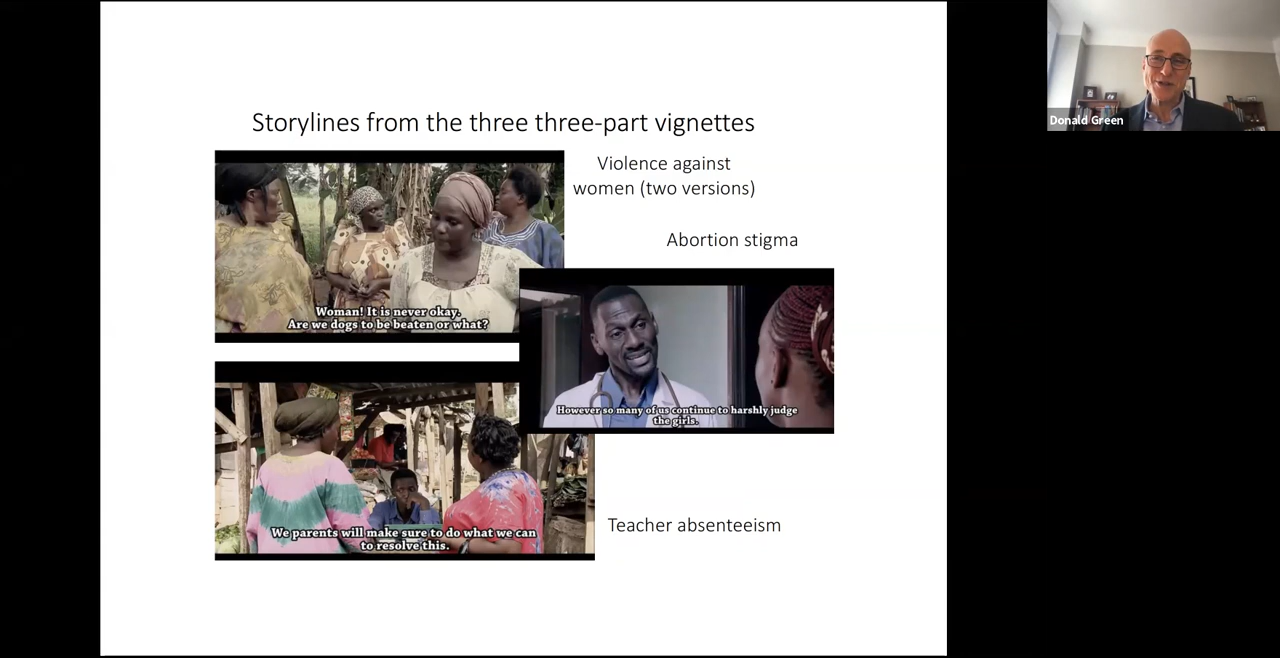 Storylines from the three three-part vignettes
Violence against
women (two versions)
Abortion stigma
Woman! It is never okay.
Are we dogs to be beaten or what?
However so many of us continue to harshly judge
the girls.
We parents will make sure to do what we can
to resolve this.
Teacher absenteeism
Donald Green